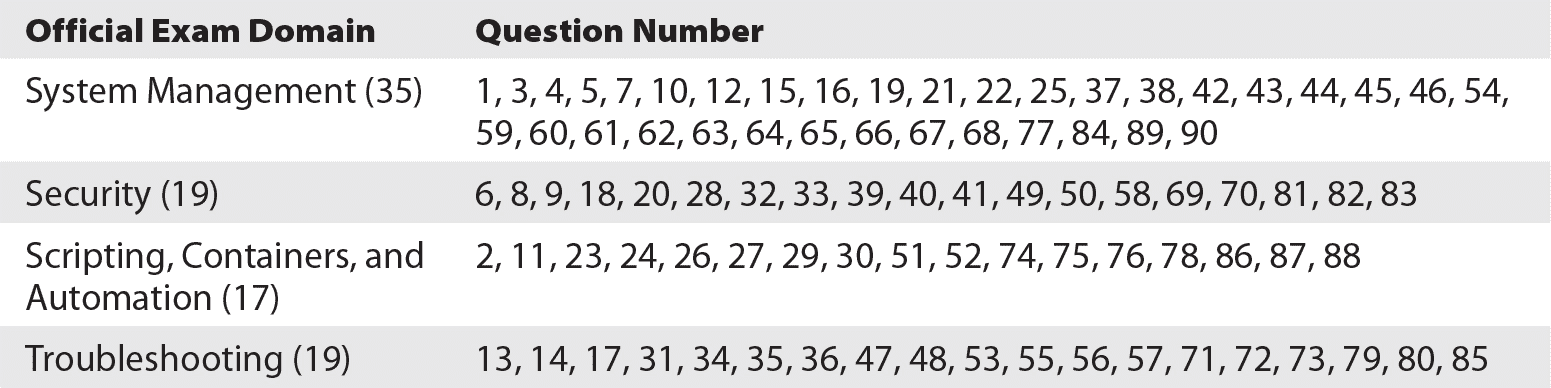 Official Exam Domain Question Number
System Management (35) 1, 3, 4, 5, 7, 10, 12, 15, 16, 19, 21, 22, 25, 37, 38, 42, 43, 44, 45, 46, 54,
59, 60, 61, 62, 63, 64, 65, 66, 67, 68, 77, 84, 89, 90
Security (19) 6, 8, 9, 18, 20, 28, 32, 33, 39, 40, 41, 49, 50, 58, 69, 70, 81, 82, 83
Scripting, Containers, and 2, 11, 23, 24, 26, 27, 29, 30, 51, 52, 74, 75, 76, 78, 86, 87, 88
Automation (17)
Troubleshooting (19) 13, 14, 17, 31, 34, 35, 36, 47, 48, 53, 55, 56, 57, 71, 72, 73, 79, 80, 85